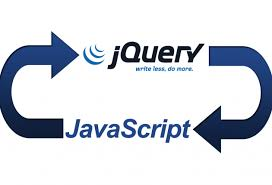 jQuery
write less, do more.
JavaScript